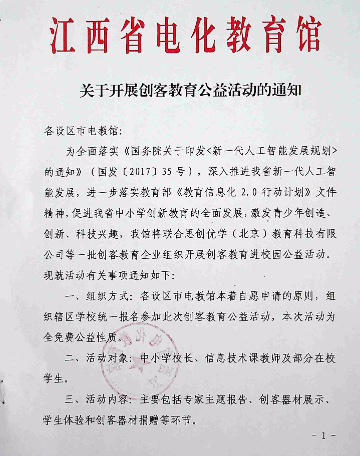 江西省电化教育馆
关于开展创客教育公益活动的通知
各设区市电教馆:
为全面落实《国务院关于印发<新一代人工智能发展规划>
的通知》(国发〔2017〕35号),深入推进我省新一代人工智
能发展,进一步落实教育部《教育信息化2.0行动计划》文件
精神,促进我省中小学创新教育的全面发展,激发青少年创造、
创新、科技兴趣,我馆将联合思创优学(北京)教育科技有限公
司等一批创客教育企业组织开展创客教育进校园公益活动。
现就活动有关事项通知如下:
一、组织方式:各设区市电教馆本着自愿申请的原则,组
织辖区学校统一报名参加此次创客教育公益活动,本次活动为
全免费公益性质。
二、活动对象:中小学校长、信息技术课教师及部分在校
学生。
三、活动内容:主要包括专家主题报告、创客器材展示、
学生体验和创客器材捐赠等环节。
- 1 -